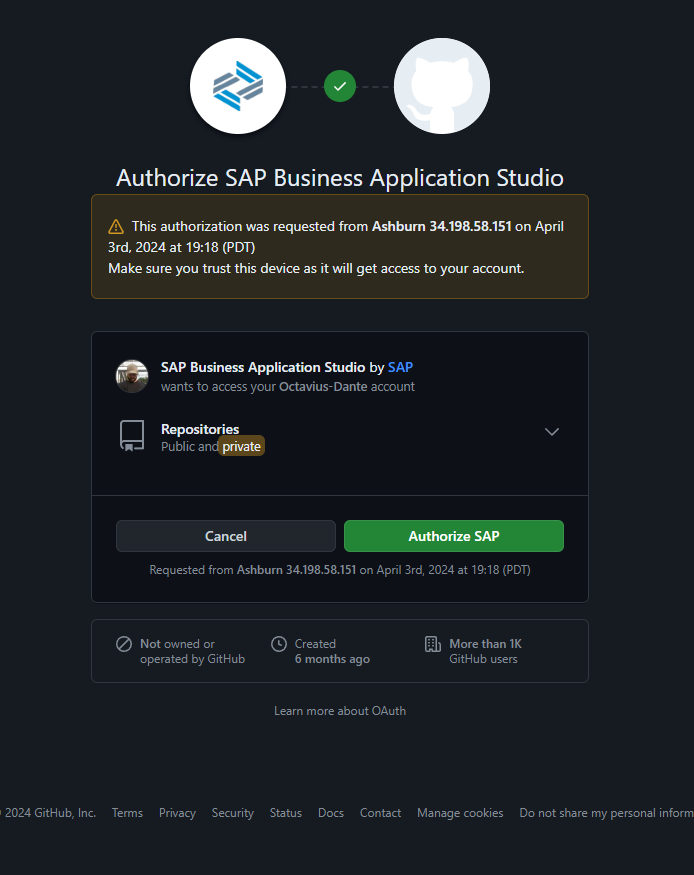 Authorize SAP Business Application Studio
This authorization was requested from Ashburn 34.198.58.151 on April
3rd, 2024 at 19:18 (PDT)
Make sure you trust this device as it will get access to your account.
SAP Business Application Studio by SAP
wants to access your Octavius-Dante account
Repositories
Public and private
Cancel
Authorize SAP
Requested from Ashburn 34.198.58.151 on April 3rd, 2024 at 19:18 (PDT)
Not owned or
operated by GitHub
Created
6 months ago
More than 1K
GitHub users
Learn more about OAuth
2024 GitHub, Inc. Terms Privacy Security Status Docs Contact Manage cookies Do not share my personal inform